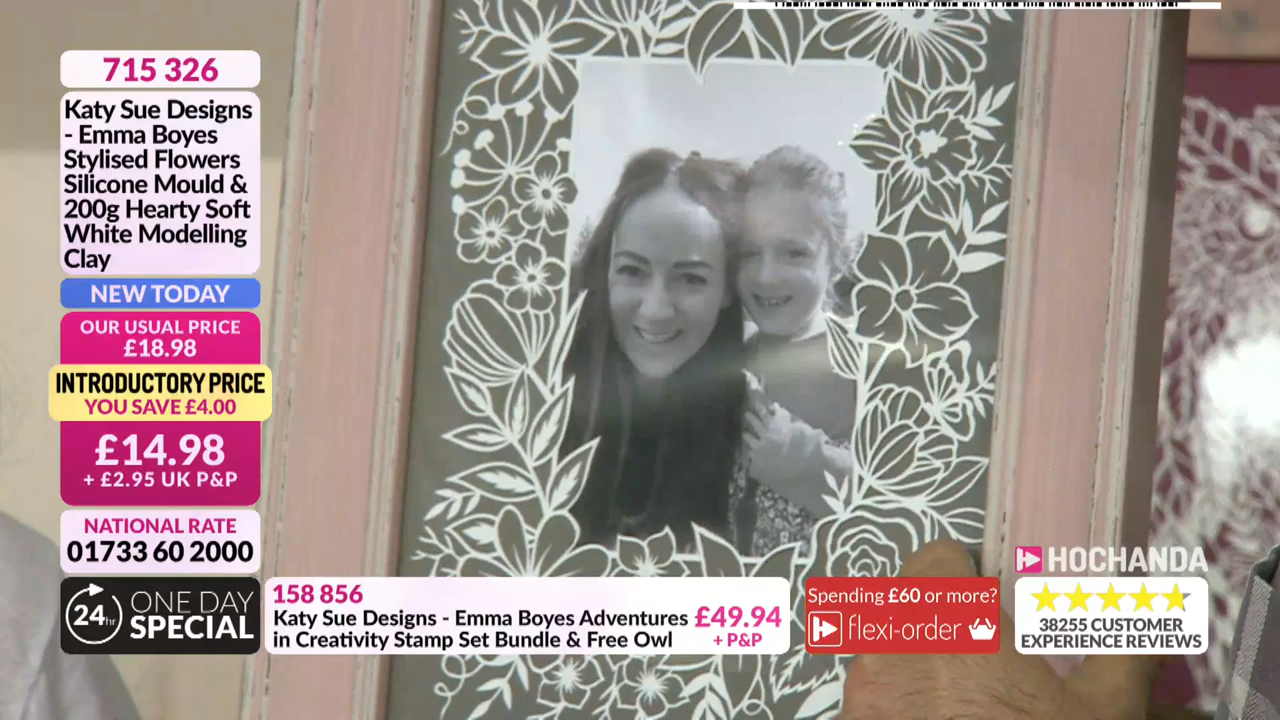 715 326
Katy Sue Designs
- Emma Boyes
Stylised Flowers
Silicone Mould &
200g Hearty Soft
White Modelling
Clay
NEW TODAY
OUR USUAL PRICE
£18.98
INTRODUCTORY PRICE
YOU SAVE £4.00
£14.98
+ £2.95 UK P&P
NATIONAL RATE
01733 60 2000
24hr ONE DAY
SPECIAL
158 856
Katy Sue Designs - Emma Boyes Adventures
in Creativity Stamp Set Bundle & Free Owl
£49.94
+ P&P
Spending £60 or more?
flexi-order
HOCHANDA
38255 CUSTOMER
EXPERIENCE REVIEWS